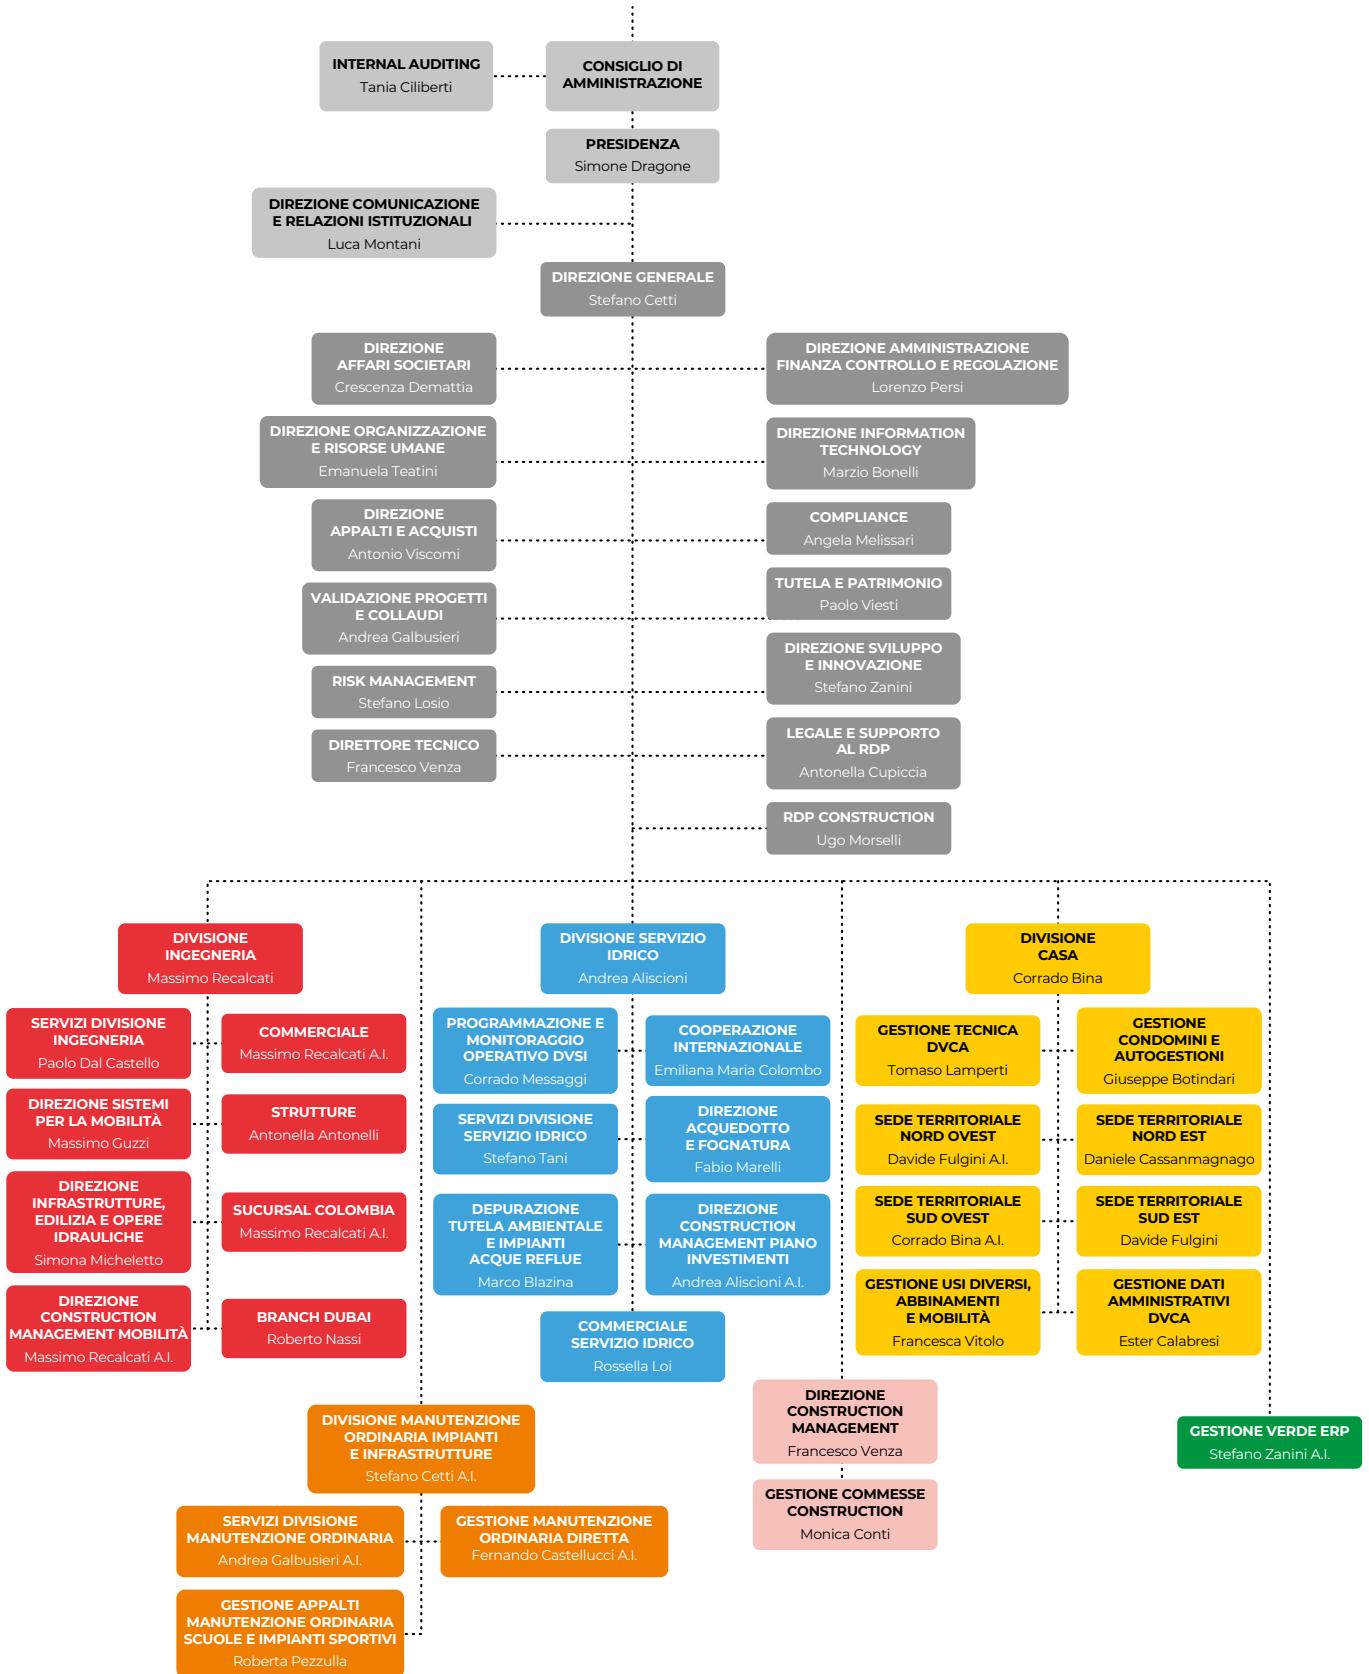 INTERNAL AUDITING
Tania Ciliberti
CONSIGLIO DI
AMMINISTRAZIONE
PRESIDENZA
Simone Dragone
DIREZIONE COMUNICAZIONE
E RELAZIONI ISTITUZIONALI
Luca Montani
DIREZIONE GENERALE
Stefano Cetti
DIREZIONE
AFFARI SOCIETARI
Crescenza Demattia
DIREZIONE AMMINISTRAZIONE
FINANZA CONTROLLO E REGOLAZIONE
Lorenzo Persi
DIREZIONE ORGANIZZAZIONE
E RISORSE UMANE
Emanuela Teatini
DIREZIONE INFORMATION
TECHNOLOGY
Marzio Bonelli
DIREZIONE
APPALTI E ACQUISTI
Antonio Viscomi
COMPLIANCE
Angela Melissari
VALIDAZIONE PROGETTI
E COLLAUDI
Andrea Galbusieri
TUTELA E PATRIMONIO
Paolo Viesti
RISK MANAGEMENT
Stefano Losio
DIREZIONE SVILUPPO
E INNOVAZIONE
Stefano Zanini
DIRETTORE TECNICO
Francesco Venza
LEGALE E SUPPORTO
AL RDP
Antonella Cupiccia
RDP CONSTRUCTION
Ugo Morselli
DIVISIONE
INGEGNERIA
Massimo Recalcati
SERVIZI DIVISIONE
INGEGNERIA
Paolo Dal Castello
COMMERCIALE
Massimo Recalcati A.I.
DIREZIONE SISTEMI
PER LA MOBILITÀ
Massimo Guzzi
STRUTTURE
Antonella Antonelli
DIREZIONE
INFRASTRUTTURE,
EDILIZIA E OPERE
IDRAULICHE
Simona Micheletto
SUCURSAL COLOMBIA
Massimo Recalcati A.I.
DIREZIONE
CONSTRUCTION
MANAGEMENT MOBILITÀ
Massimo Recalcati A.I.
BRANCH DUBAI
Roberto Nassi
DIVISIONE SERVIZIO
IDRICO
Andrea Aliscioni
PROGRAMMAZIONE E
MONITORAGGIO
OPERATIVO DVSI
Corrado Messaggi
COOPERAZIONE
INTERNAZIONALE
Emiliana Maria Colombo
SERVIZI DIVISIONE
SERVIZIO IDRICO
Stefano Tani
DIREZIONE
ACQUEDOTTO
E FOGNATURA
Fabio Marelli
DEPURAZIONE
TUTELA AMBIENTALE
E IMPIANTI
ACQUE REFLUE
Marco Blazina
DIREZIONE
CONSTRUCTION
MANAGEMENT PIANO
INVESTIMENTI
Andrea Aliscioni A.I.
COMMERCIALE
SERVIZIO IDRICO
Rossella Loi
DIVISIONE
CASA
Corrado Bina
GESTIONE TECNICA
DVCA
Tomaso Lamperti
GESTIONE
CONDOMINI E
AUTOGESTIONI
Giuseppe Botindari
SEDE TERRITORIALE
NORD OVEST
Davide Fulgini A.I.
SEDE TERRITORIALE
NORD EST
Daniele Cassanmagnago
SEDE TERRITORIALE
SUD OVEST
Corrado Bina A.I.
SEDE TERRITORIALE
SUD EST
Davide Fulgini
GESTIONE USI DIVERSI,
ABBINAMENTI
E MOBILITÀ
Francesca Vitolo
GESTIONE DATI
AMMINISTRATIVI
DVCA
Ester Calabresi
DIVISIONE MANUTENZIONE
ORDINARIA IMPIANTI
E INFRASTRUTTURE
Stefano Cetti A.I.
SERVIZI DIVISIONE
MANUTENZIONE ORDINARIA
Andrea Galbusieri A.I.
GESTIONE MANUTENZIONE
ORDINARIA DIRETTA
Fernando Castellucci A.I.
GESTIONE APPALTI
MANUTENZIONE ORDINARIA
SCUOLE E IMPIANTI SPORTIVI
Roberta Pezzulla
DIREZIONE
CONSTRUCTION
MANAGEMENT
Francesco Venza
GESTIONE COMMESSE
CONSTRUCTION
Monica Conti
GESTIONE VERDE ERP
Stefano Zanini A.I.